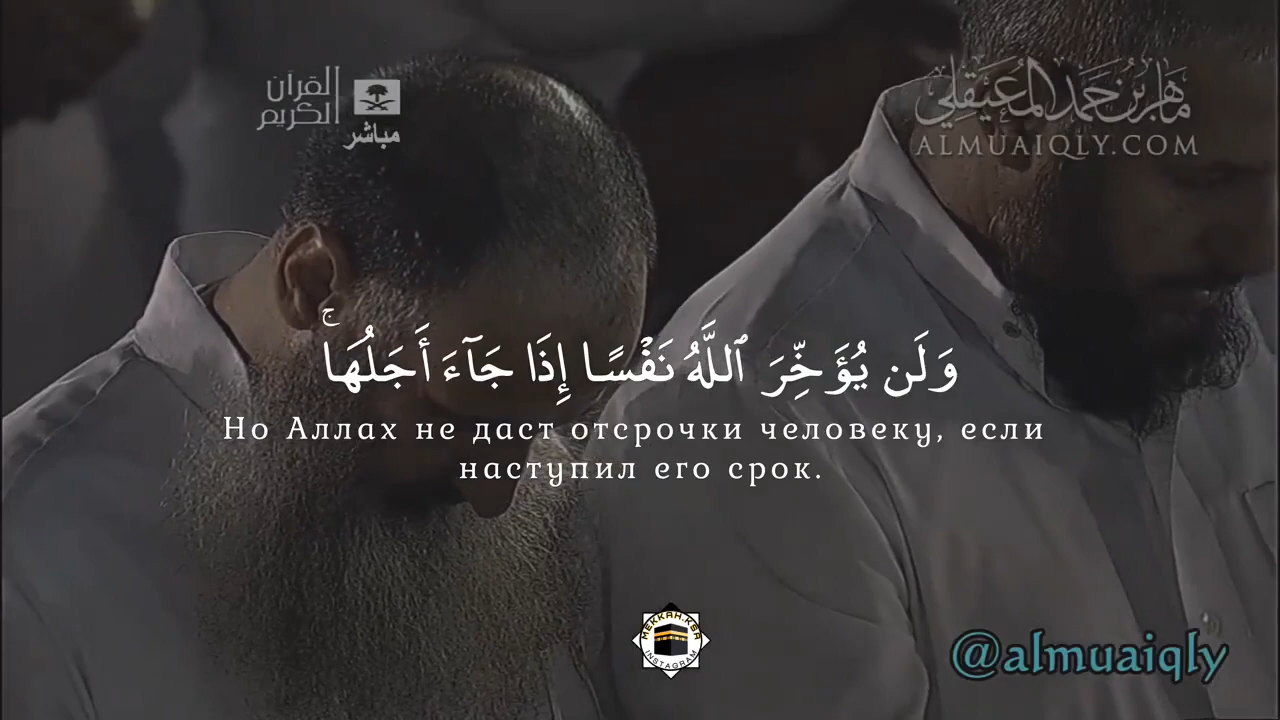 القرآن
الكريم
مباشر
ماهر بن حمد المعيقلي
ALMUAIQLY.COM
وَلَن يُؤَخِّرَ ٱللَّهُ نَفْسًا إِذَا جَآءَ أَجَلُهَا ۚ
Но Аллах не даст отсрочки человеку, если
наступил его срок.
MEKKAH.KSA
INSTAGRAM
@almuaiqly